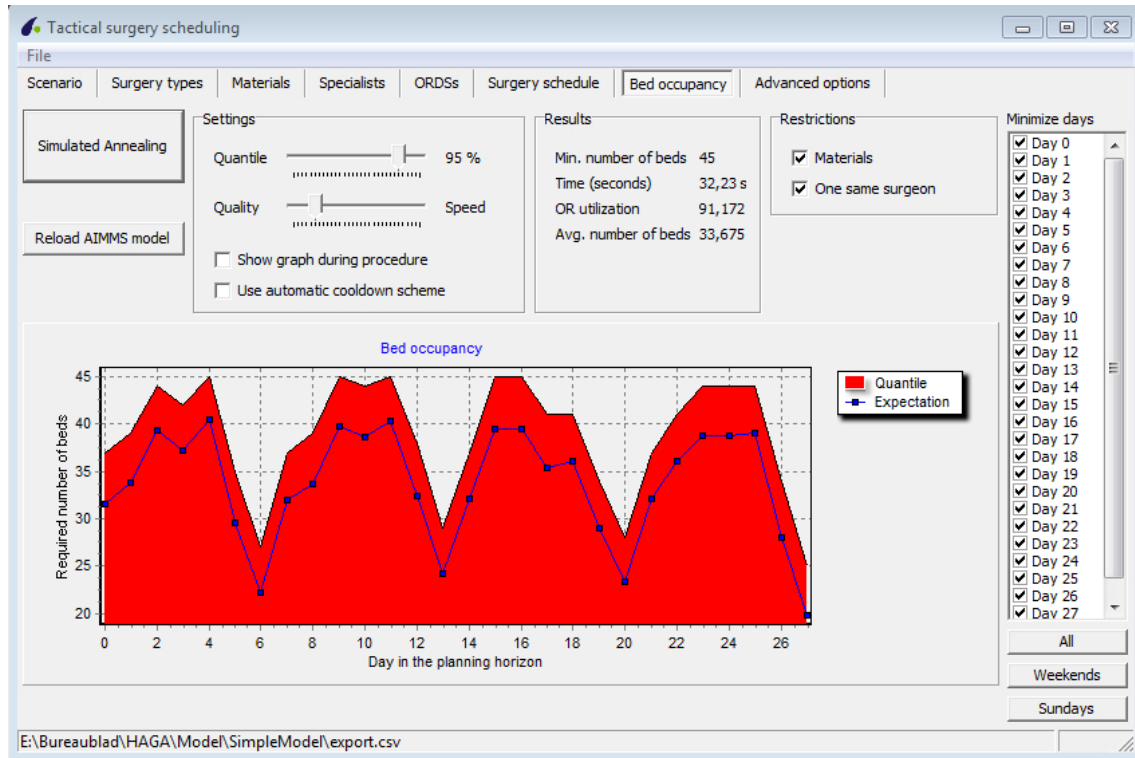 Tactical surgery scheduling
File
Scenario Surgery types Materials Specialists ORDSs Surgery schedule Bed occupancy Advanced options
Simulated Annealing
Reload AIMMS model
Settings
Quantile 95 %
Quality Speed
Show graph during procedure
Use automatic cooldown scheme
Results
Min. number of beds 45
Time (seconds) 32,23 s
OR utilization 91,172
Avg. number of beds 33,675
Restrictions
Materials
One same surgeon
Minimize days
Day 0
Day 1
Day 2
Day 3
Day 4
Day 5
Day 6
Day 7
Day 8
Day 9
Day 10
Day 11
Day 12
Day 13
Day 14
Day 15
Day 16
Day 17
Day 18
Day 19
Day 20
Day 21
Day 22
Day 23
Day 24
Day 25
Day 26
Day 27
All
Weekends
Sundays
Bed occupancy
Required number of beds
45
40
35
30
25
20
0 2 4 6 8 10 12 14 16 18 20 22 24 26
Day in the planning horizon
Quantile
Expectation
E:\Bureaublad\HAGA\Model\SimpleModel\export.csv